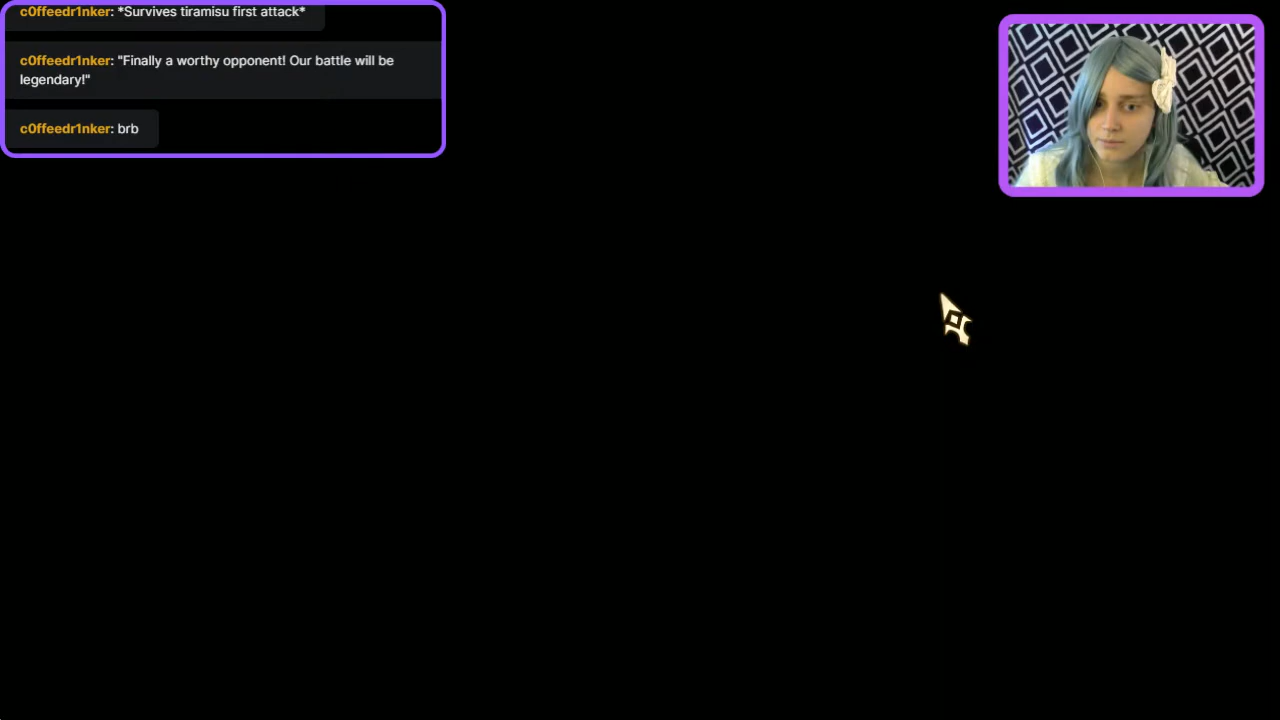 c0ffeedr1nker: *Survives tiramisu first attack*
c0ffeedr1nker: "Finally a worthy opponent! Our battle will be
legendary!"
c0ffeedr1nker: brb